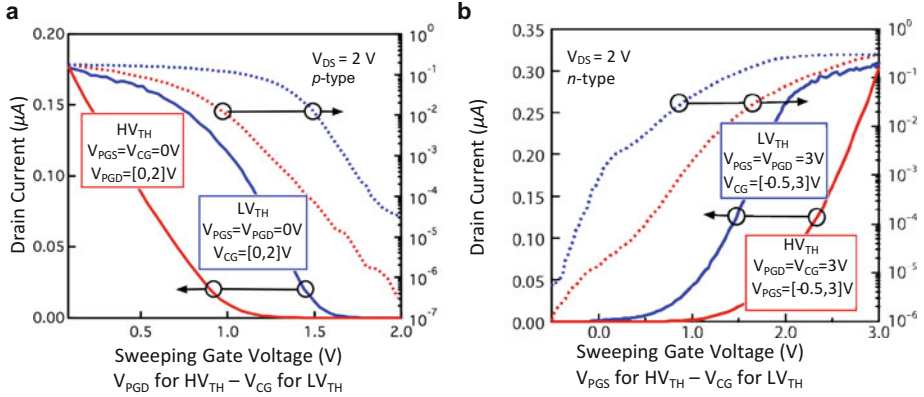 a
0.20
0.15
0.10
0.05
0.00
Drain Current (µA)
V_DS = 2 V
p-type
HV_TH
V_PGS=V_CG=0V
V_PGD=[0,2]V
LV_TH
V_PGS=V_PGD=0V
V_CG=[0,2]V
10^0
10^-1
10^-2
10^-3
10^-4
10^-5
10^-6
10^-7
0.5 1.0 1.5 2.0
Sweeping Gate Voltage (V)
V_PGD for HV_TH – V_CG for LV_TH
b
0.35
0.30
0.25
0.20
0.15
0.10
0.05
0.00
Drain Current (µA)
V_DS = 2 V
n-type
LV_TH
V_PGS=V_PGD=3V
V_CG=[-0.5,3]V
HV_TH
V_PGD=V_CG=3V
V_PGS=[-0.5,3]V
10^0
10^-1
10^-2
10^-3
10^-4
10^-5
10^-6
0.0 1.0 2.0 3.0
Sweeping Gate Voltage (V)
V_PGS for HV_TH – V_CG for LV_TH